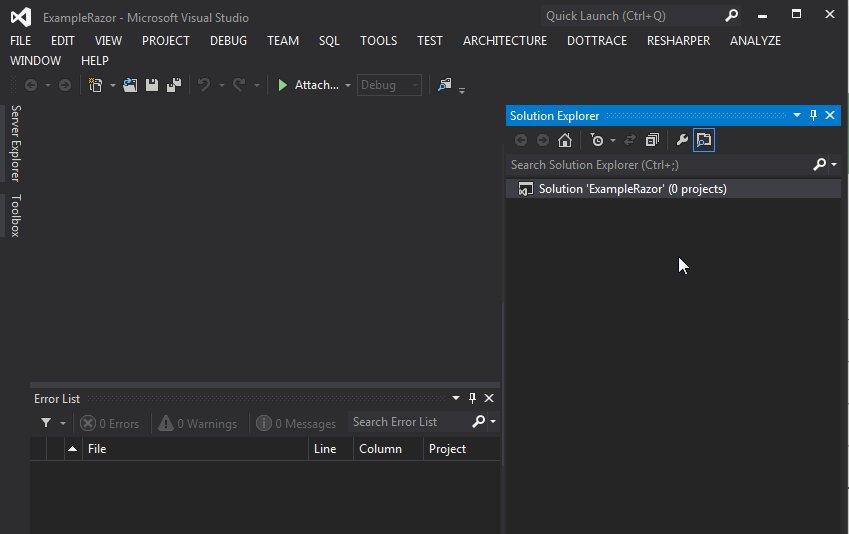 ExampleRazor - Microsoft Visual Studio
Quick Launch (Ctrl+Q)
FILE EDIT VIEW PROJECT DEBUG TEAM SQL TOOLS TEST ARCHITECTURE DOTTRACE RESHARPER ANALYZE
WINDOW HELP
Attach... Debug
Server Explorer
Toolbox
Solution Explorer
Search Solution Explorer (Ctrl+;)
Solution 'ExampleRazor' (0 projects)
Error List
0 Errors 0 Warnings 0 Messages Search Error List
File Line Column Project